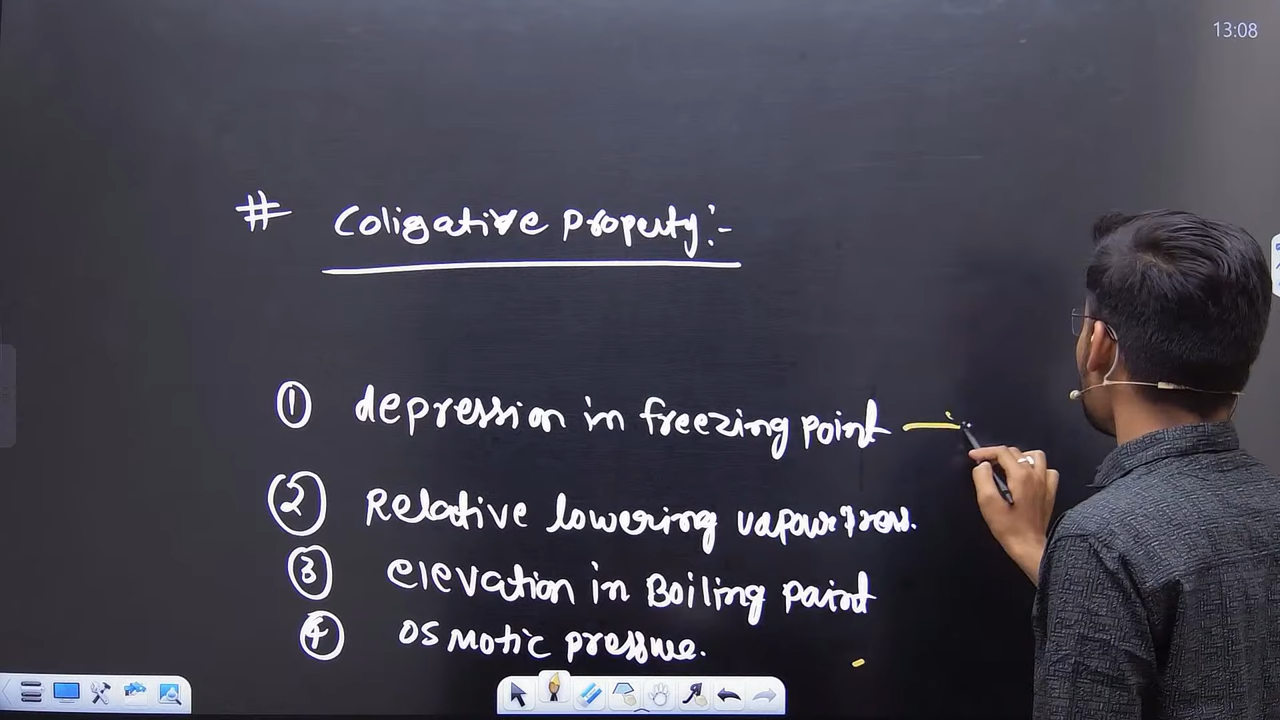 13:08
# Coligative Property:-
① depression in freezing point
② Relative lowering vapour press.
③ elevation in Boiling Point
④ osmotic pressure.